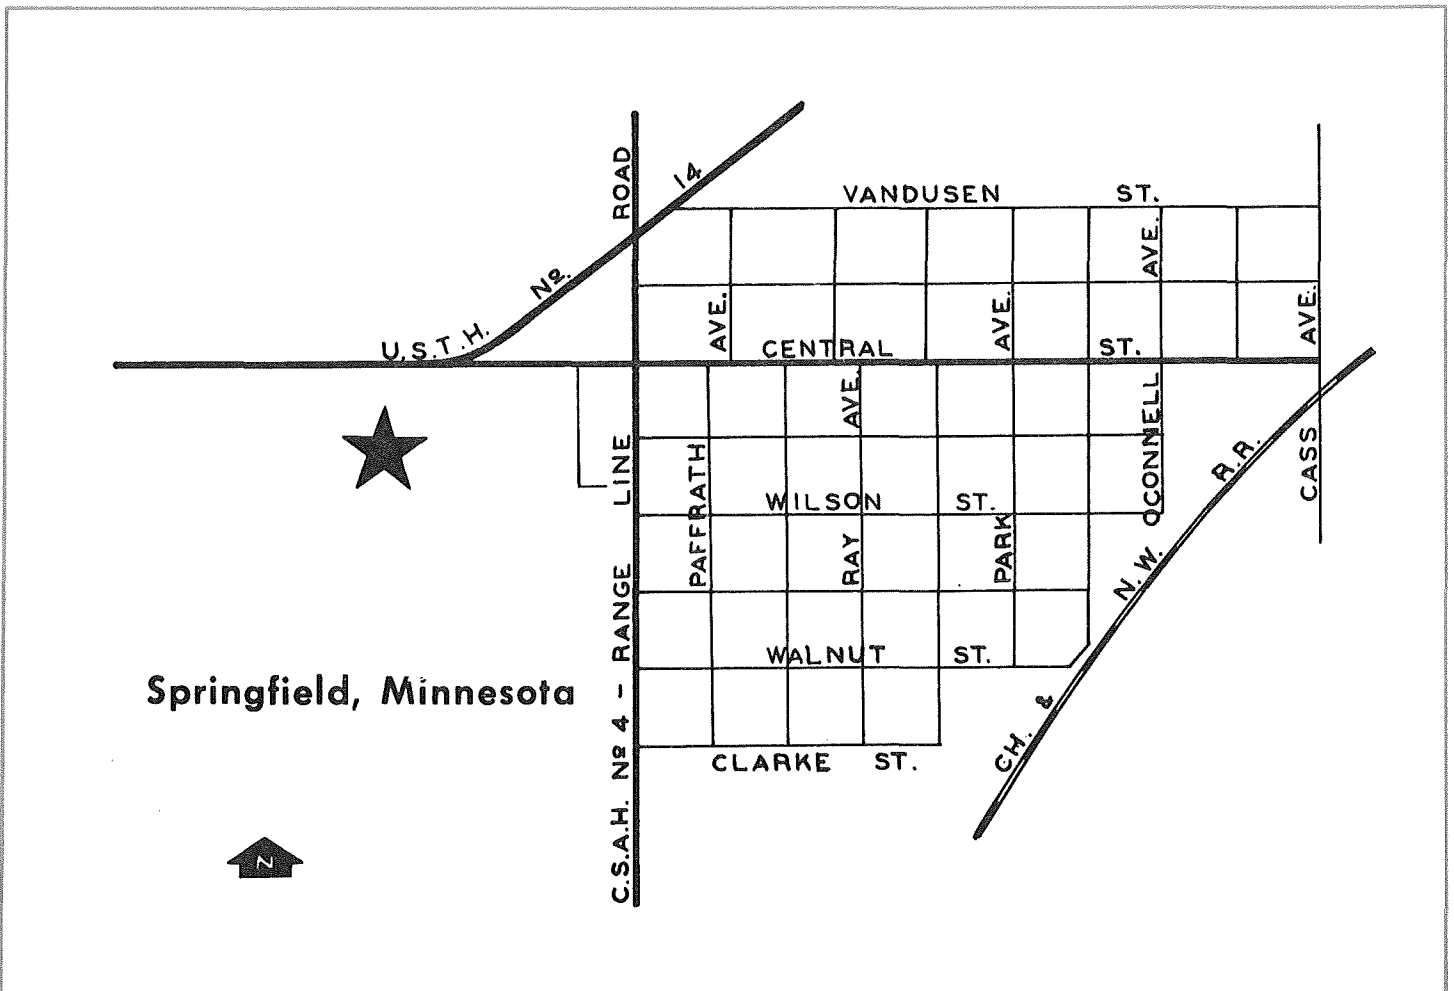 VANDUSEN ST.
U.S.T.H. Nº. 14
CENTRAL ST.
WILSON ST.
WALNUT ST.
CLARKE ST.
C.S.A.H. Nº 4 – RANGE LINE ROAD
PAFFRATH AVE.
RAY AVE.
PARK AVE.
OCONNELL AVE.
CASS AVE.
CH. & N.W. R.R.
Springfield, Minnesota
N